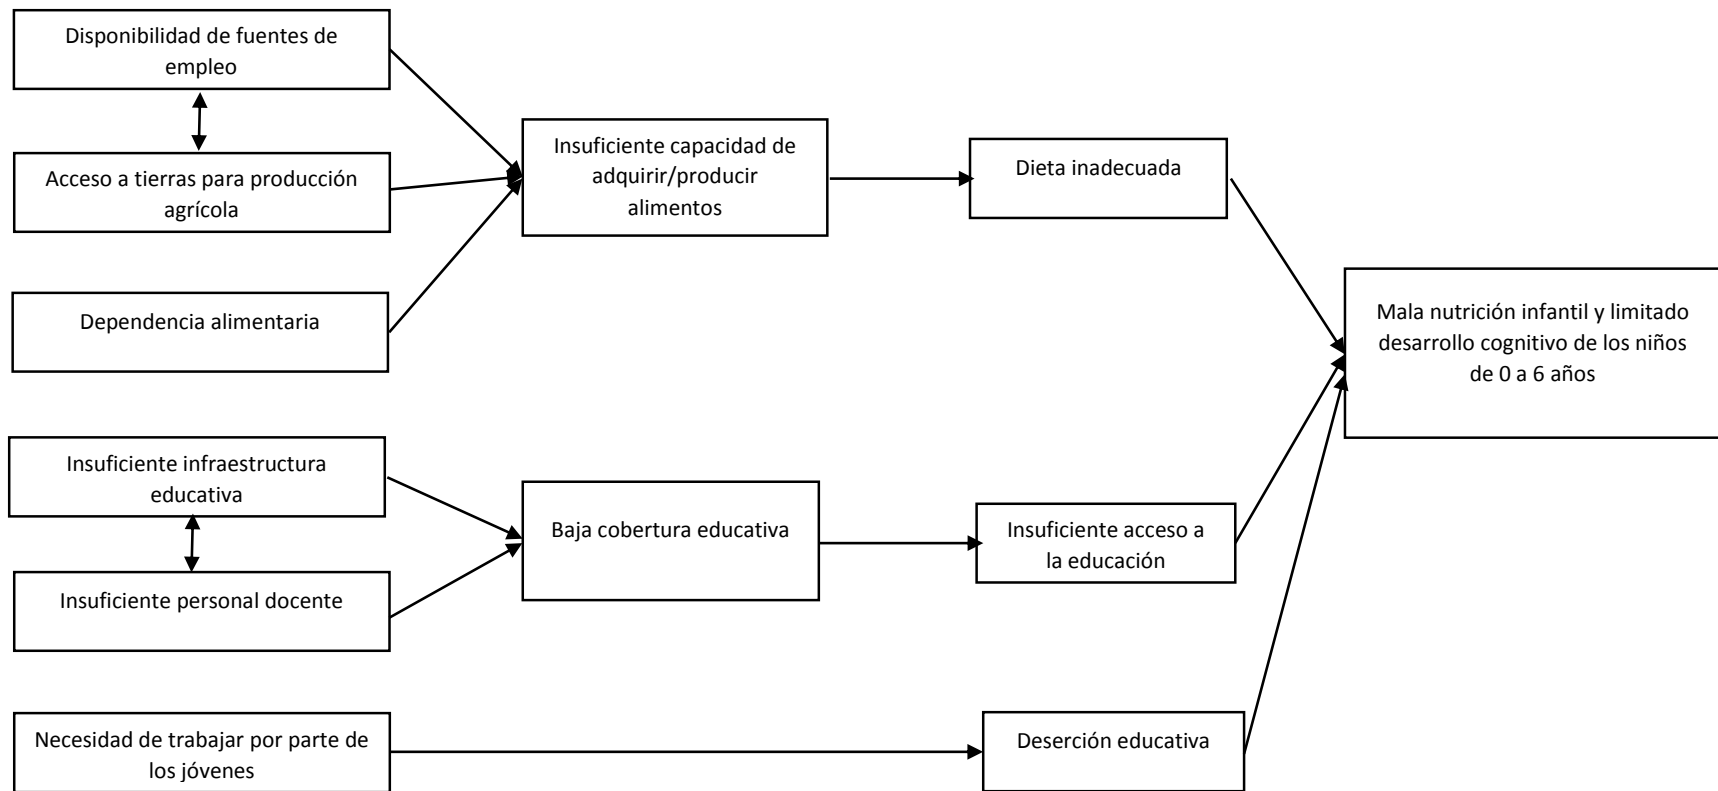 Disponibilidad de fuentes de
empleo
Acceso a tierras para producción
agrícola
Dependencia alimentaria
Insuficiente capacidad de
adquirir/producir
alimentos
Dieta inadecuada
Mala nutrición infantil y limitado
desarrollo cognitivo de los niños
de 0 a 6 años
Insuficiente infraestructura
educativa
Insuficiente personal docente
Baja cobertura educativa
Insuficiente acceso a
la educación
Necesidad de trabajar por parte de
los jóvenes
Deserción educativa